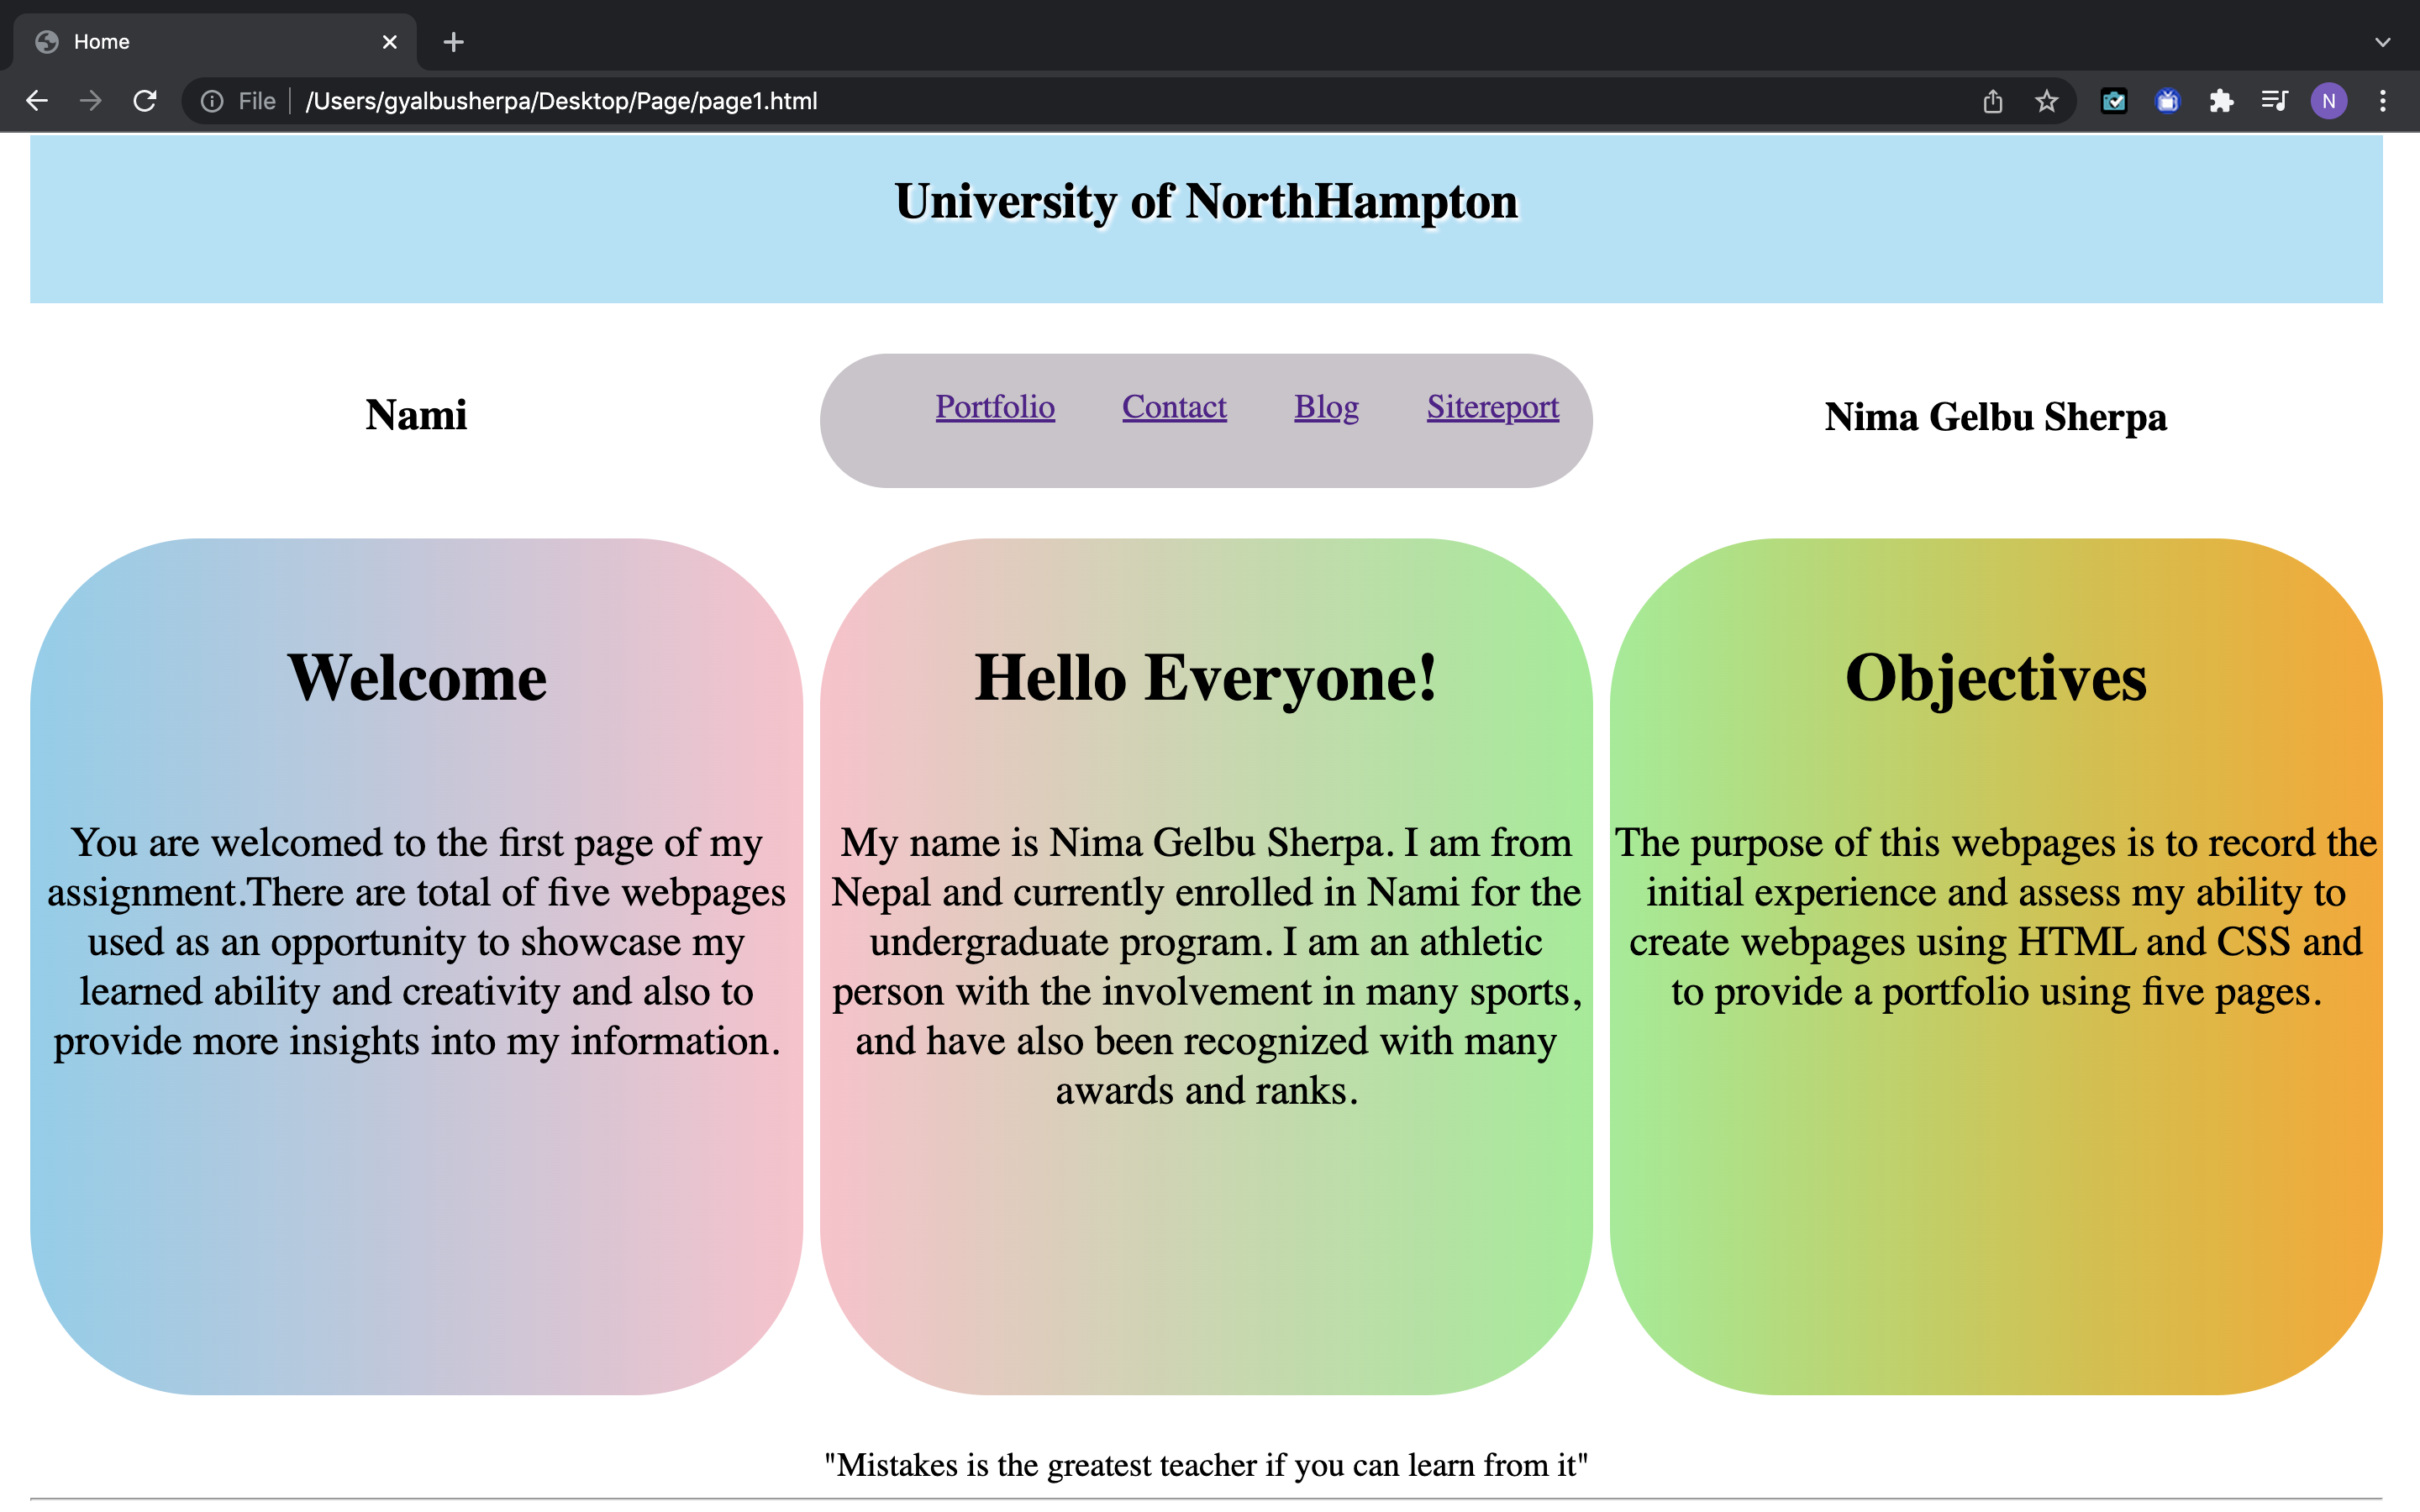 Home
File
/Users/gyalbusherpa/Desktop/Page/page1.html
N
University of NorthHampton
Nami
Portfolio Contact Blog Sitereport
Nima Gelbu Sherpa
Welcome
You are welcomed to the first page of my
assignment.There are total of five webpages
used as an opportunity to showcase my
learned ability and creativity and also to
provide more insights into my information.
Hello Everyone!
My name is Nima Gelbu Sherpa. I am from
Nepal and currently enrolled in Nami for the
undergraduate program. I am an athletic
person with the involvement in many sports,
and have also been recognized with many
awards and ranks.
Objectives
The purpose of this webpages is to record the
initial experience and assess my ability to
create webpages using HTML and CSS and
to provide a portfolio using five pages.
"Mistakes is the greatest teacher if you can learn from it"